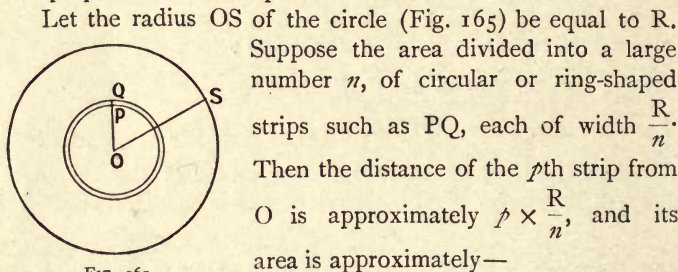 Let the radius OS of the circle (Fig. 165) be equal to R.
Suppose the area divided into a large
number n, of circular or ring-shaped
strips such as PQ, each of width R/n.
Then the distance of the pth strip from
O is approximately p × R/n, and its
area is approximately—
Q
P
S
O